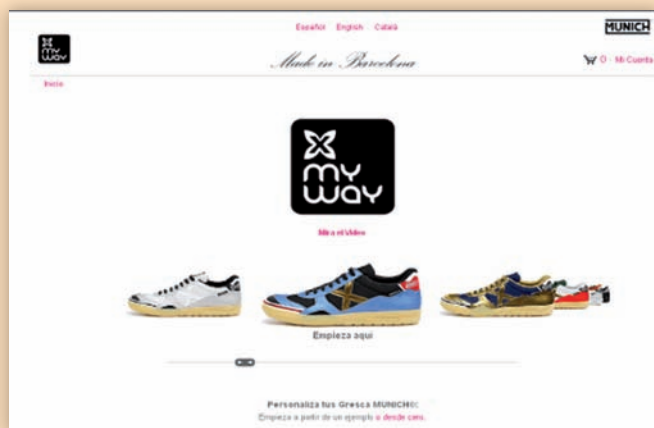 Español English Català
MUNICH
my
way
Made in Barcelona
0 - Mi Cuenta
Inicio
my
way
Mira el Video
Empieza aquí
Personaliza tus Gresca MUNICH®:
Empieza a partir de un ejemplo o desde cero.